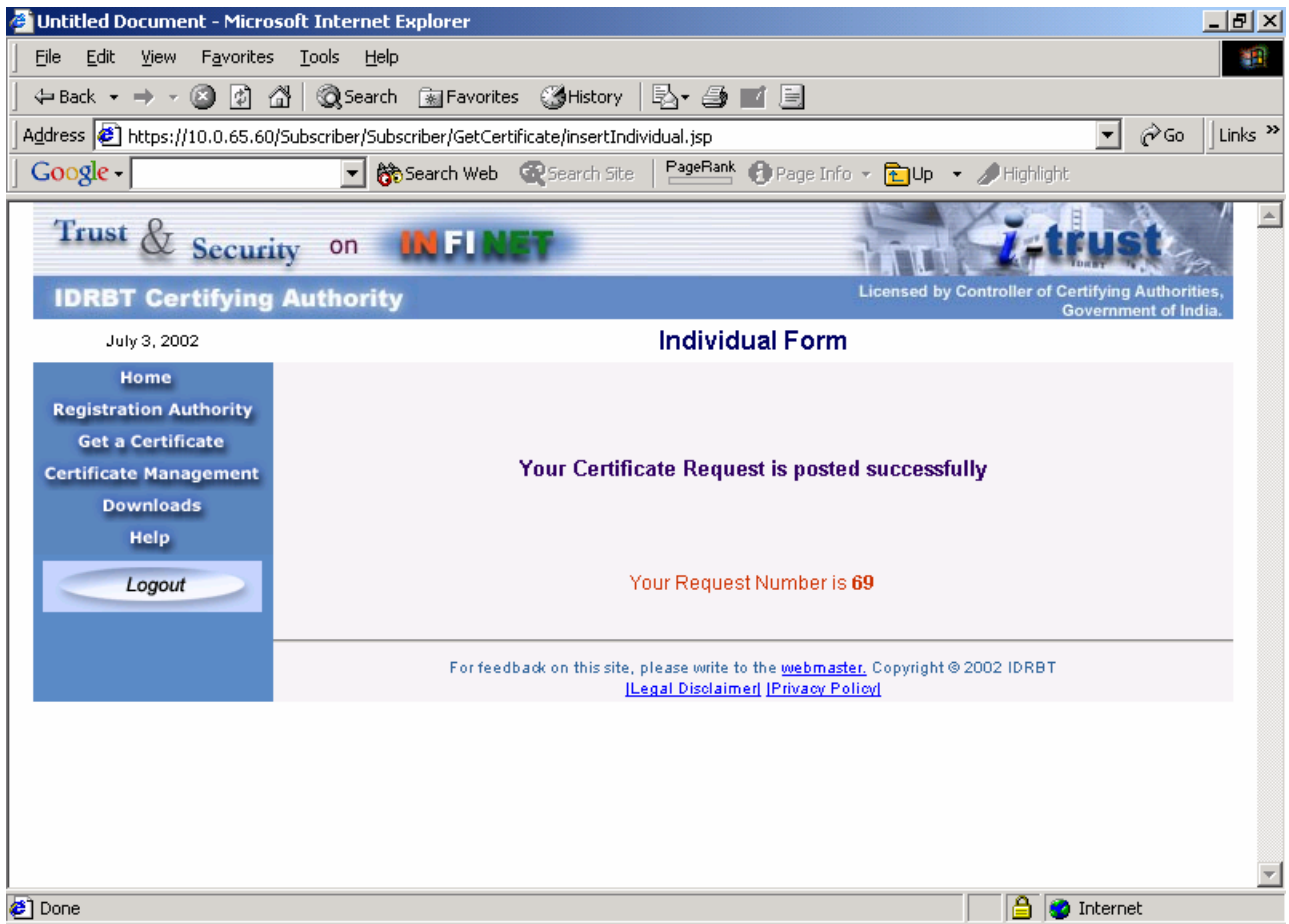 Untitled Document - Microsoft Internet Explorer
File Edit View Favorites Tools Help
Back Search Favorites History
Address https://10.0.65.60/Subscriber/Subscriber/GetCertificate/insertIndividual.jsp Go Links »
Google Search Web Search Site PageRank Page Info Up Highlight
Trust & Security on INFINET i-trust
IDRBT
IDRBT Certifying Authority Licensed by Controller of Certifying Authorities,
Government of India.
July 3, 2002 Individual Form
Home
Registration Authority
Get a Certificate
Certificate Management
Downloads
Help
Logout
Your Certificate Request is posted successfully
Your Request Number is 69
For feedback on this site, please write to the webmaster. Copyright © 2002 IDRBT
|Legal Disclaimer| |Privacy Policy|
Done Internet